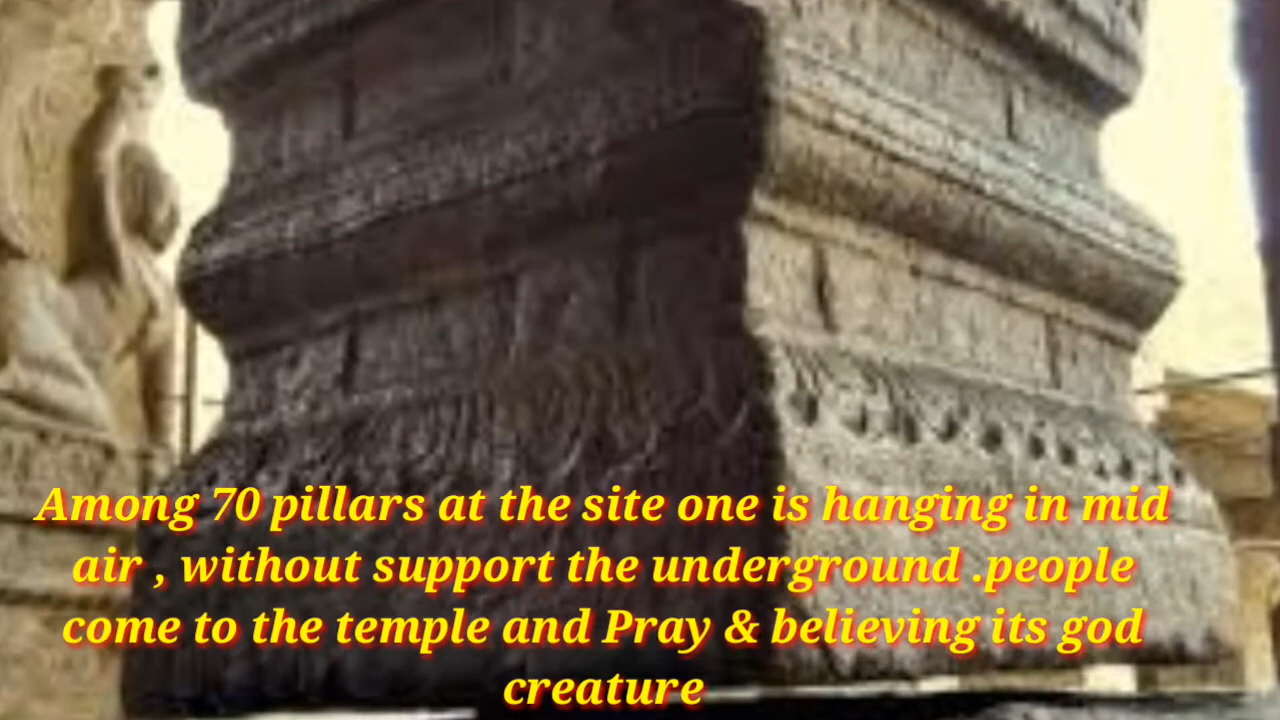 Among 70 pillars at the site one is hanging in mid
air , without support the underground .people
come to the temple and Pray & believing its god
creature